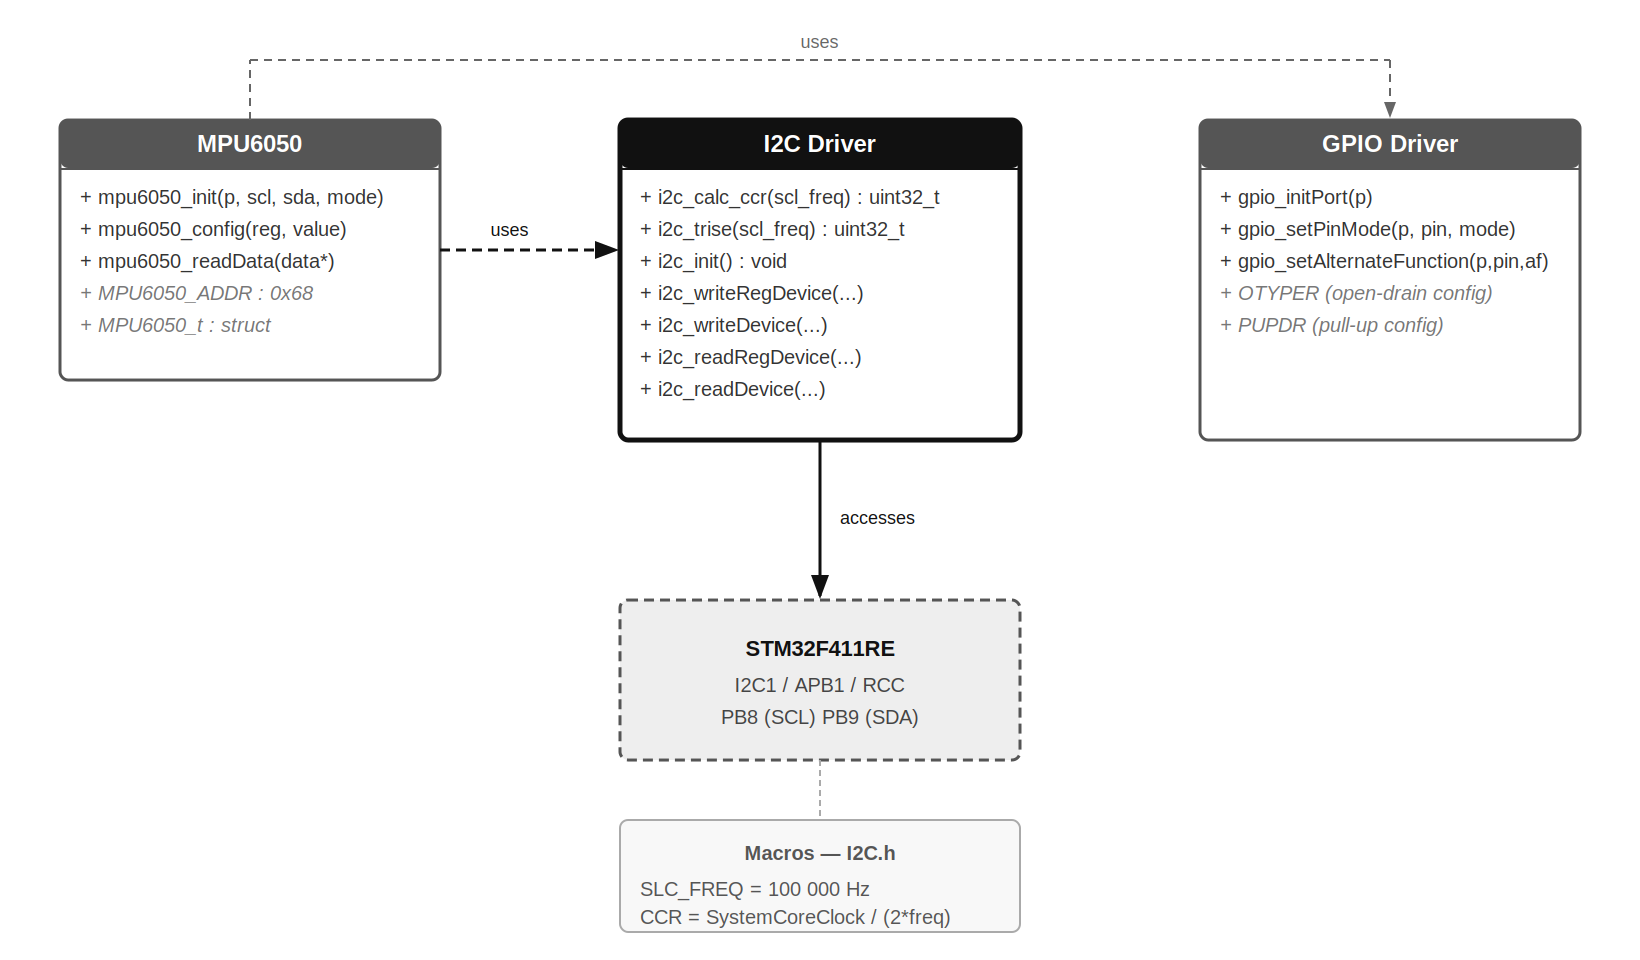 uses
MPU6050
+ mpu6050_init(p, scl, sda, mode)
+ mpu6050_config(reg, value)
+ mpu6050_readData(data*)
+ MPU6050_ADDR : 0x68
+ MPU6050_t : struct
uses
I2C Driver
+ i2c_calc_ccr(scl_freq) : uint32_t
+ i2c_trise(scl_freq) : uint32_t
+ i2c_init() : void
+ i2c_writeRegDevice(…)
+ i2c_writeDevice(…)
+ i2c_readRegDevice(…)
+ i2c_readDevice(…)
GPIO Driver
+ gpio_initPort(p)
+ gpio_setPinMode(p, pin, mode)
+ gpio_setAlternateFunction(p,pin,af)
+ OTYPER (open-drain config)
+ PUPDR (pull-up config)
accesses
STM32F411RE
I2C1 / APB1 / RCC
PB8 (SCL) PB9 (SDA)
Macros — I2C.h
SLC_FREQ = 100 000 Hz
CCR = SystemCoreClock / (2*freq)